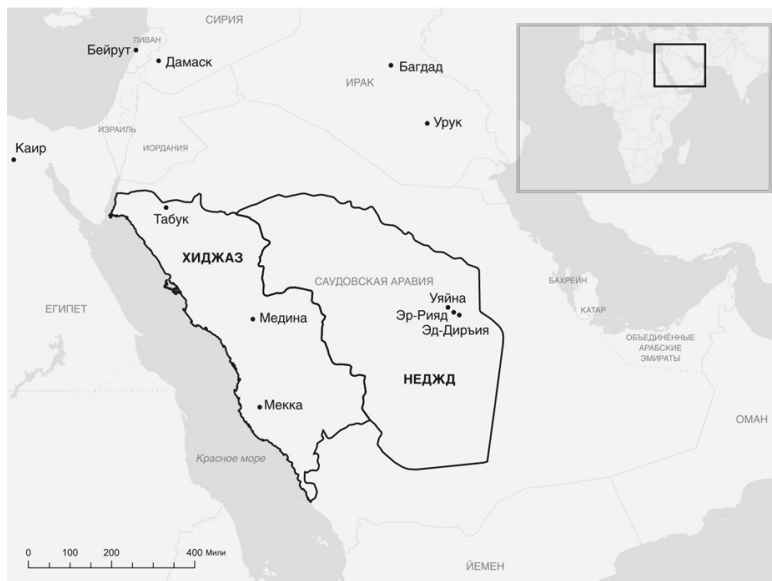 СИРИЯ
ЛИВАН
Бейрут
Дамаск
Багдад
ИРАК
Урук
ИЗРАИЛЬ
Каир
ИОРДАНИЯ
Табук
ХИДЖАЗ
САУДОВСКАЯ АРАВИЯ
БАХРЕЙН
Уяйна
ЕГИПЕТ
КАТАР
Медина
Эр-Рияд
Эд-Диръия
ОБЪЕДИНЁННЫЕ
АРАБСКИЕ
ЭМИРАТЫ
НЕДЖД
Мекка
ОМАН
Красное море
0 100 200 400 Мили
ЙЕМЕН